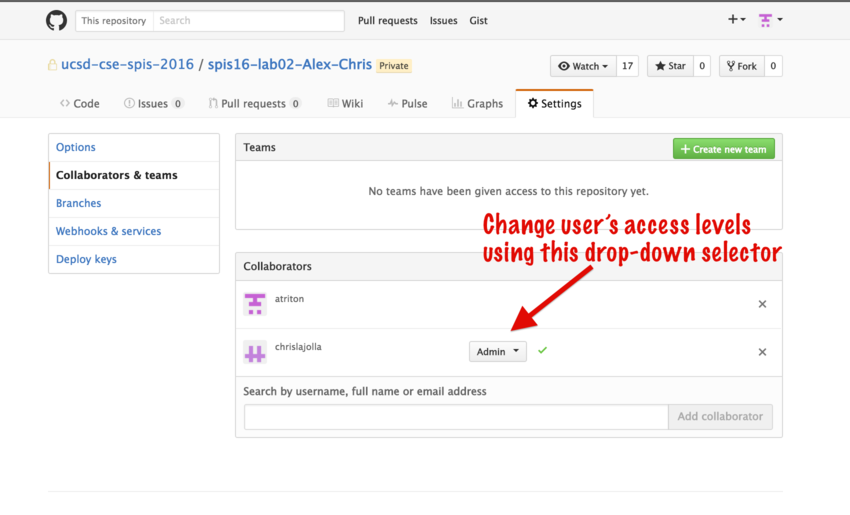 This repository Search Pull requests Issues Gist
ucsd-cse-spis-2016 / spis16-lab02-Alex-Chris Private
Watch 17 Star 0 Fork 0
Code Issues 0 Pull requests 0 Wiki Pulse Graphs Settings
Options
Collaborators & teams
Branches
Webhooks & services
Deploy keys
Teams
Create new team
No teams have been given access to this repository yet.
Change user's access levels
using this drop-down selector
Collaborators
atriton
chrislajolla
Admin
Search by username, full name or email address
Add collaborator